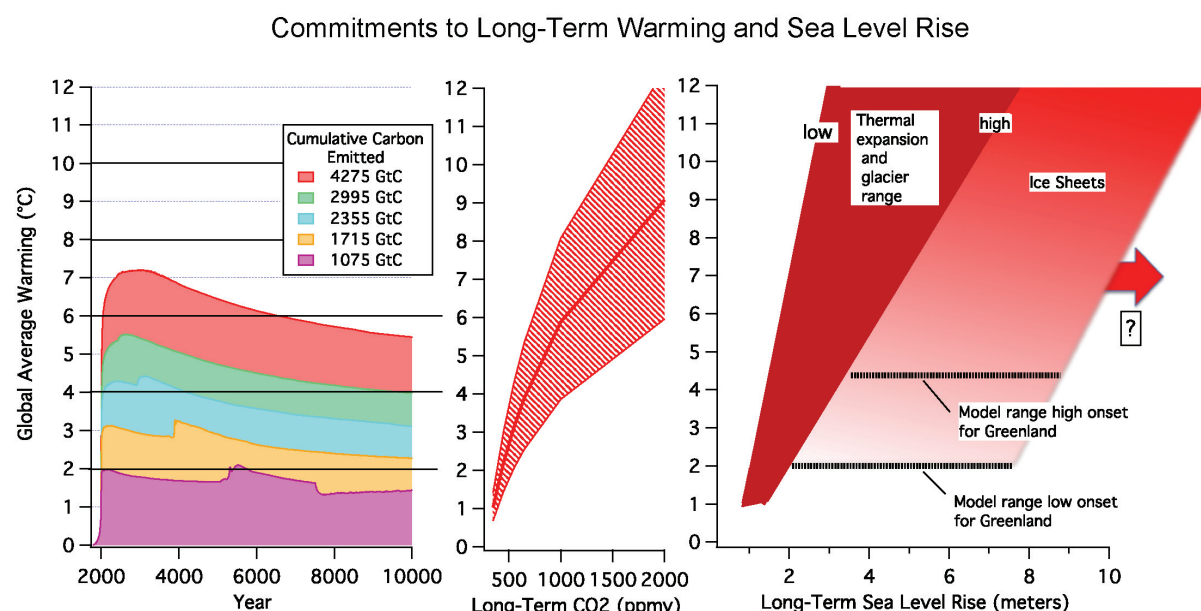 Commitments to Long-Term Warming and Sea Level Rise
Global Average Warming (°C)
12
11
10
9
8
7
6
5
4
3
2
1
0
Cumulative Carbon
Emitted
4275 GtC
2995 GtC
2355 GtC
1715 GtC
1075 GtC
2000 4000 6000 8000 10000
Year
12
11
10
9
8
7
6
5
4
3
2
1
0
500 1000 1500 2000
Long-Term CO2 (ppmv)
12
11
10
9
8
7
6
5
4
3
2
1
0
low
Thermal
expansion
and
glacier
range
high
Ice Sheets
?
Model range high onset
for Greenland
Model range low onset
for Greenland
2 4 6 8 10
Long-Term Sea Level Rise (meters)